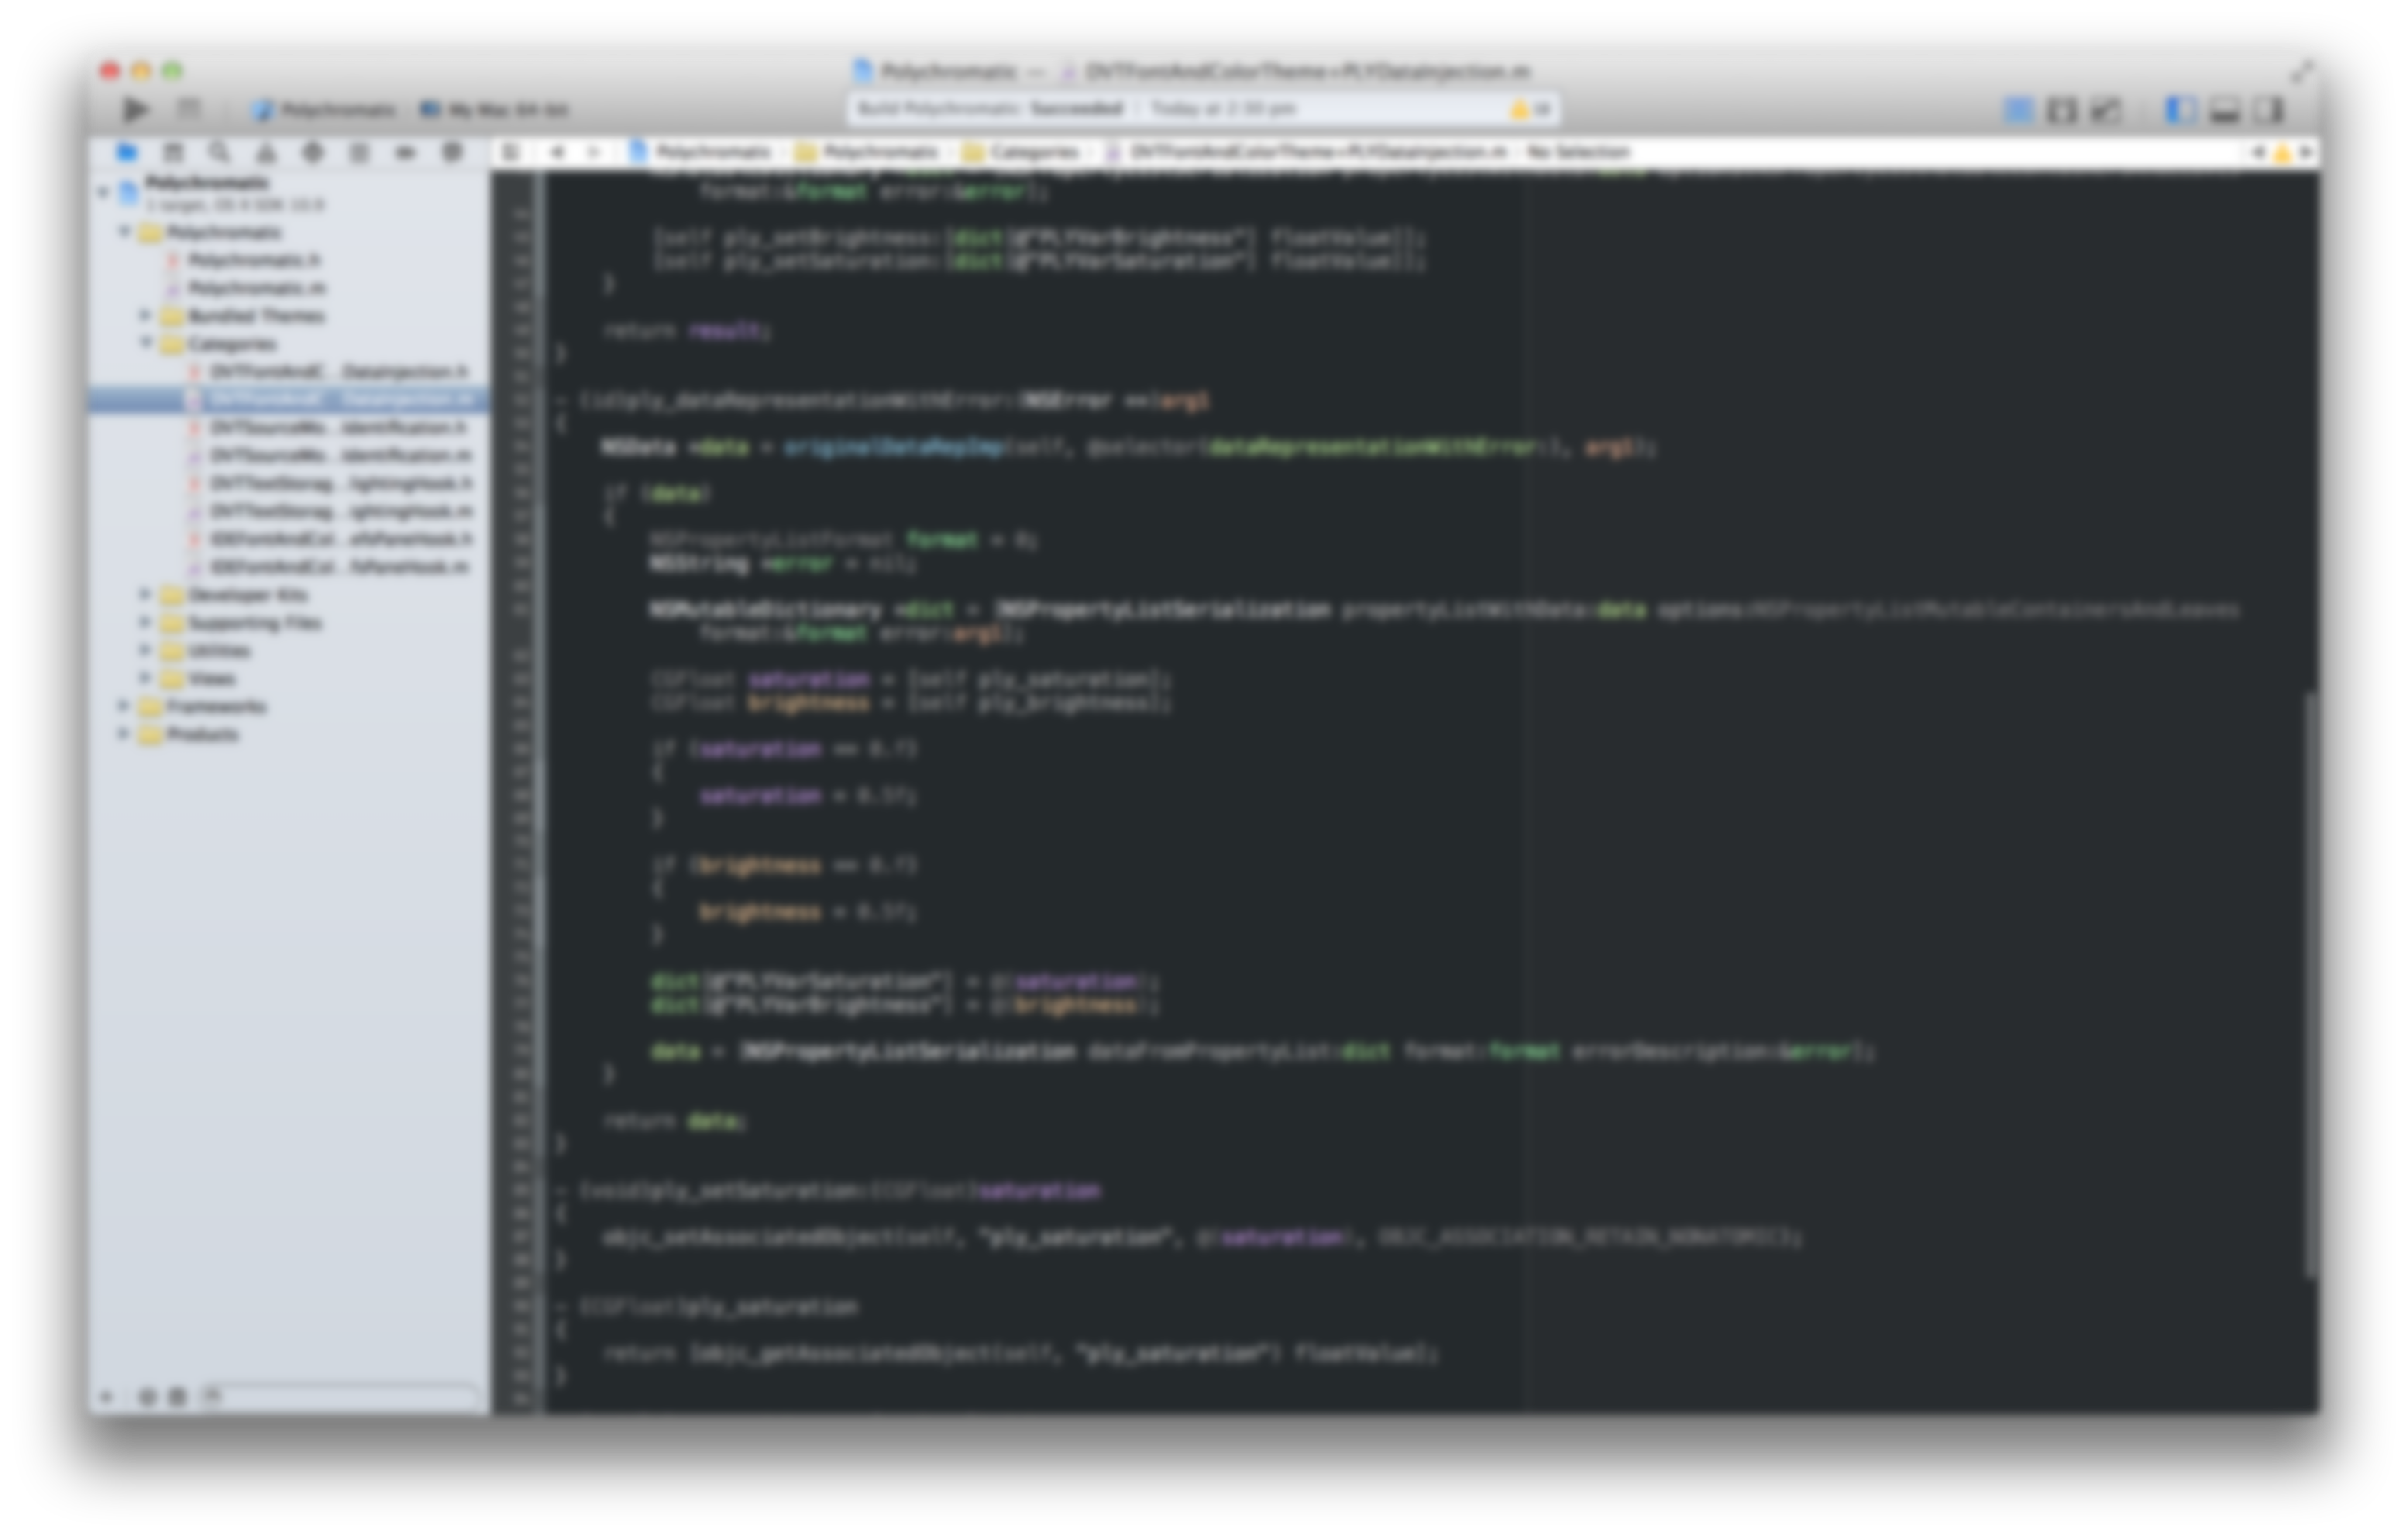 Polychromatic — DVTFontAndColorTheme+PLYDataInjection.m
Polychromatic My Mac 64-bit
Build Polychromatic: Succeeded | Today at 2:30 pm
Polychromatic Polychromatic Categories DVTFontAndColorTheme+PLYDataInjection.m No Selection
Polychromatic
1 target, OS X SDK
Polychromatic
Polychromatic.h
Polychromatic.m
Bundled Themes
Categories
DVTFontAndC...DataInjection.h
DVTFontAndC...DataInjection.m
DVTSourceMo...Identification.h
DVTSourceMo...Identification.m
DVTTextStorag...ightingHook.h
DVTTextStorag...ightingHook.m
IDEFontAndCol...sPaneHook.h
IDEFontAndCol...sPaneHook.m
Developer Kits
Supporting Files
Utilities
Views
Frameworks
Products
format:&format error:&error];
[self ply_setBrightness:[dict[@"PLYVarBrightness"] floatValue]];
[self ply_setSaturation:[dict[@"PLYVarSaturation"] floatValue]];
}
return result;
}
- (id)ply_dataRepresentationWithError:(NSError **)arg1
{
NSData *data = originalDataRepImp(self, @selector(dataRepresentationWithError:), arg1);
if (data)
{
NSPropertyListFormat format = 0;
NSString *error = nil;
NSMutableDictionary *dict = [NSPropertyListSerialization propertyListWithData:data options:NSPropertyListMutableContainersAndLeaves
format:&format error:arg1];
CGFloat saturation = [self ply_saturation];
CGFloat brightness = [self ply_brightness];
if (saturation == 0.f)
{
saturation = 0.5f;
}
if (brightness == 0.f)
{
brightness = 0.5f;
}
dict[@"PLYVarSaturation"] = @(saturation);
dict[@"PLYVarBrightness"] = @(brightness);
data = [NSPropertyListSerialization dataFromPropertyList:dict format:format errorDescription:&error];
}
return data;
}
- (void)ply_setSaturation:(CGFloat)saturation
{
objc_setAssociatedObject(self, "ply_saturation", @(saturation), OBJC_ASSOCIATION_RETAIN_NONATOMIC);
}
- (CGFloat)ply_saturation
{
return [objc_getAssociatedObject(self, "ply_saturation") floatValue];
}